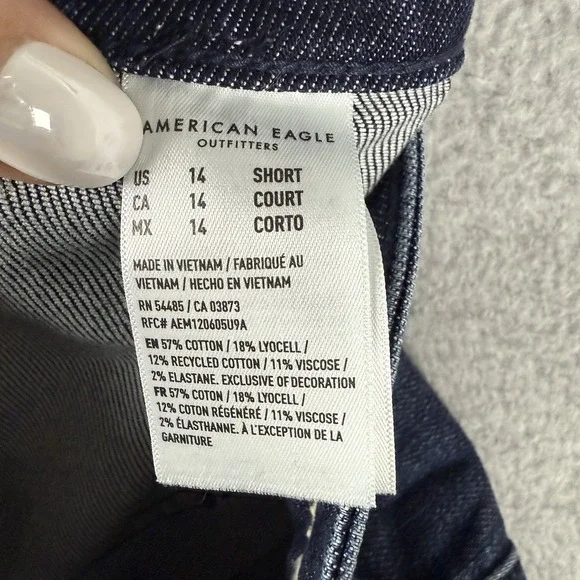 AMERICAN EAGLE
OUTFITTERS
US 14 SHORT
CA 14 COURT
MX 14 CORTO
MADE IN VIETNAM / FABRIQUÉ AU
VIETNAM / HECHO EN VIETNAM
RN 54485 / CA 03873
RFC# AEM120605U9A
EN 57% COTTON / 18% LYOCELL /
12% RECYCLED COTTON / 11% VISCOSE /
2% ELASTANE. EXCLUSIVE OF DECORATION
FR 57% COTON / 18% LYOCELL /
12% COTON RÉGÉNÉRÉ / 11% VISCOSE /
2% ÉLASTHANNE. À L'EXCEPTION DE LA
GARNITURE